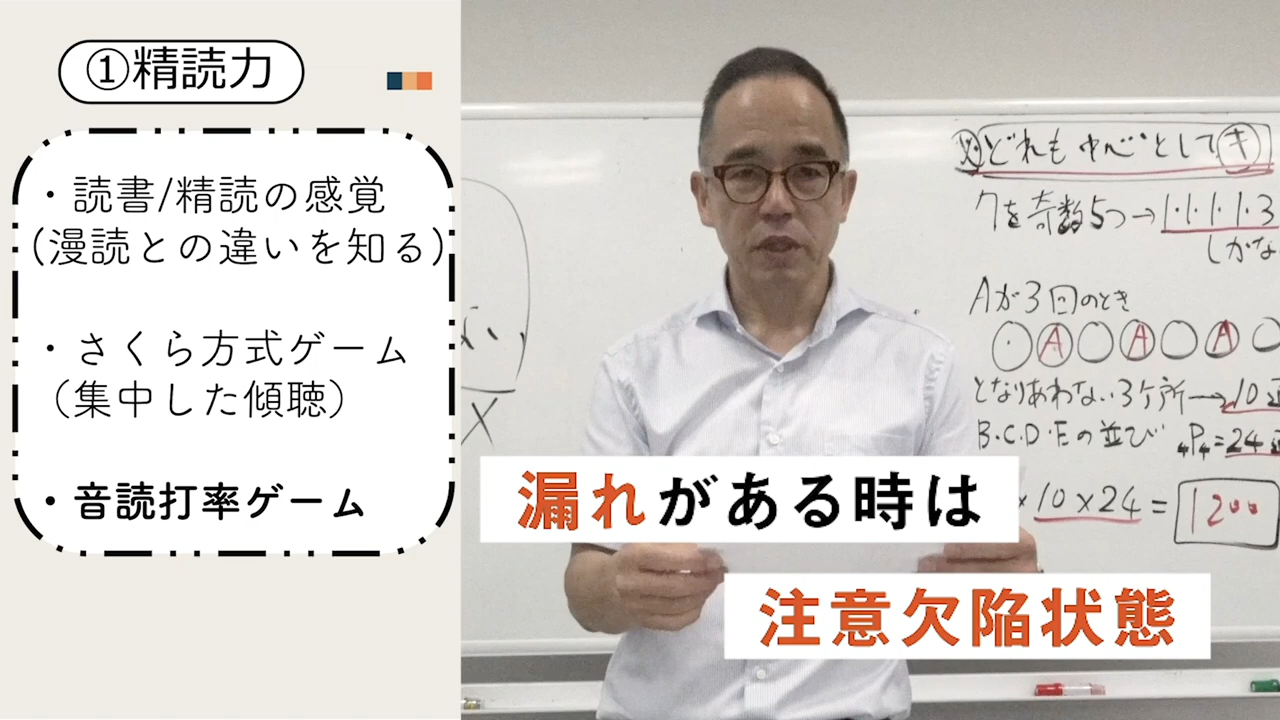 ①精読力
・読書/精読の感覚
(漫読との違いを知る)
・さくら方式ゲーム
(集中した傾聴)
・音読打率ゲーム
漏れがある時は
注意欠陥状態
どれも中心として
を奇数5つ→1・1・1・1・3
しかな
Aが3回のとき
A A A
となりあわない3ヶ所→10
B.C.D.Eの並び ₄P₄=24
×10×24=1200
X